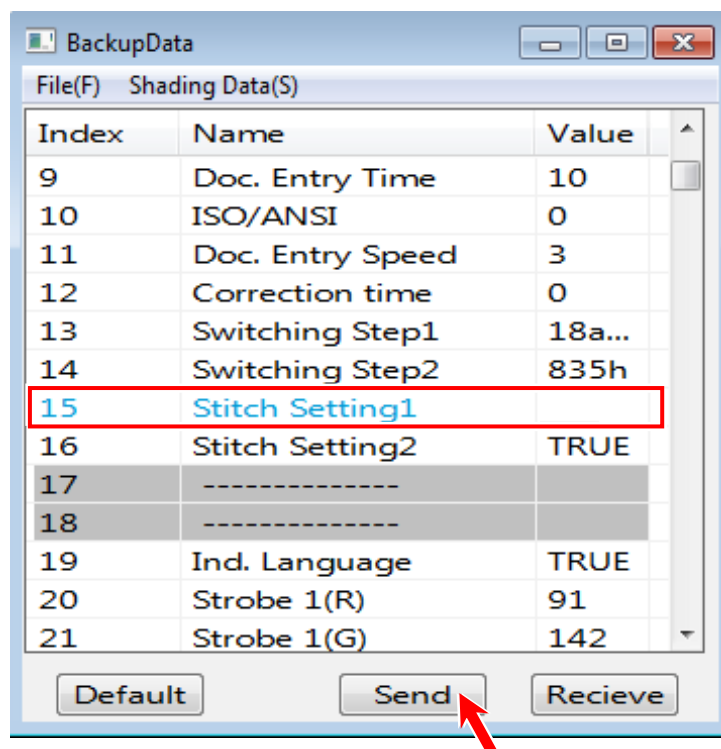 BackupData
File(F) Shading Data(S)
Index Name Value
9 Doc. Entry Time 10
10 ISO/ANSI 0
11 Doc. Entry Speed 3
12 Correction time 0
13 Switching Step1 18a...
14 Switching Step2 835h
15 Stitch Setting1
16 Stitch Setting2 TRUE
17 --------------
18 --------------
19 Ind. Language TRUE
20 Strobe 1(R) 91
21 Strobe 1(G) 142
Default Send Recieve